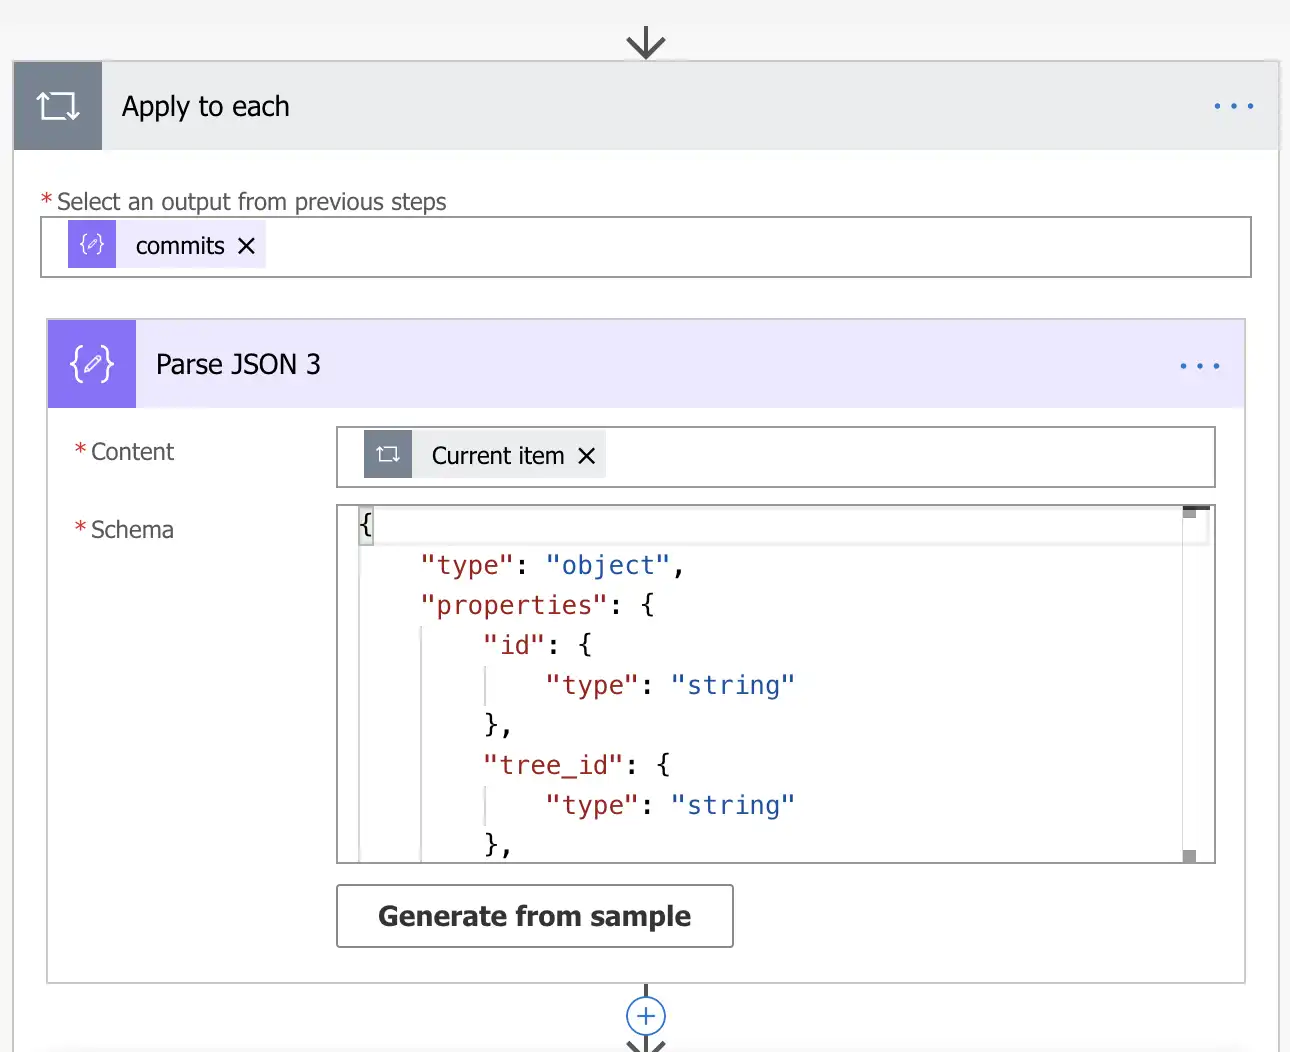 Apply to each
* Select an output from previous steps
commits
Parse JSON 3
* Content
Current item
* Schema
{
"type": "object",
"properties": {
"id": {
"type": "string"
},
"tree_id": {
"type": "string"
},
Generate from sample